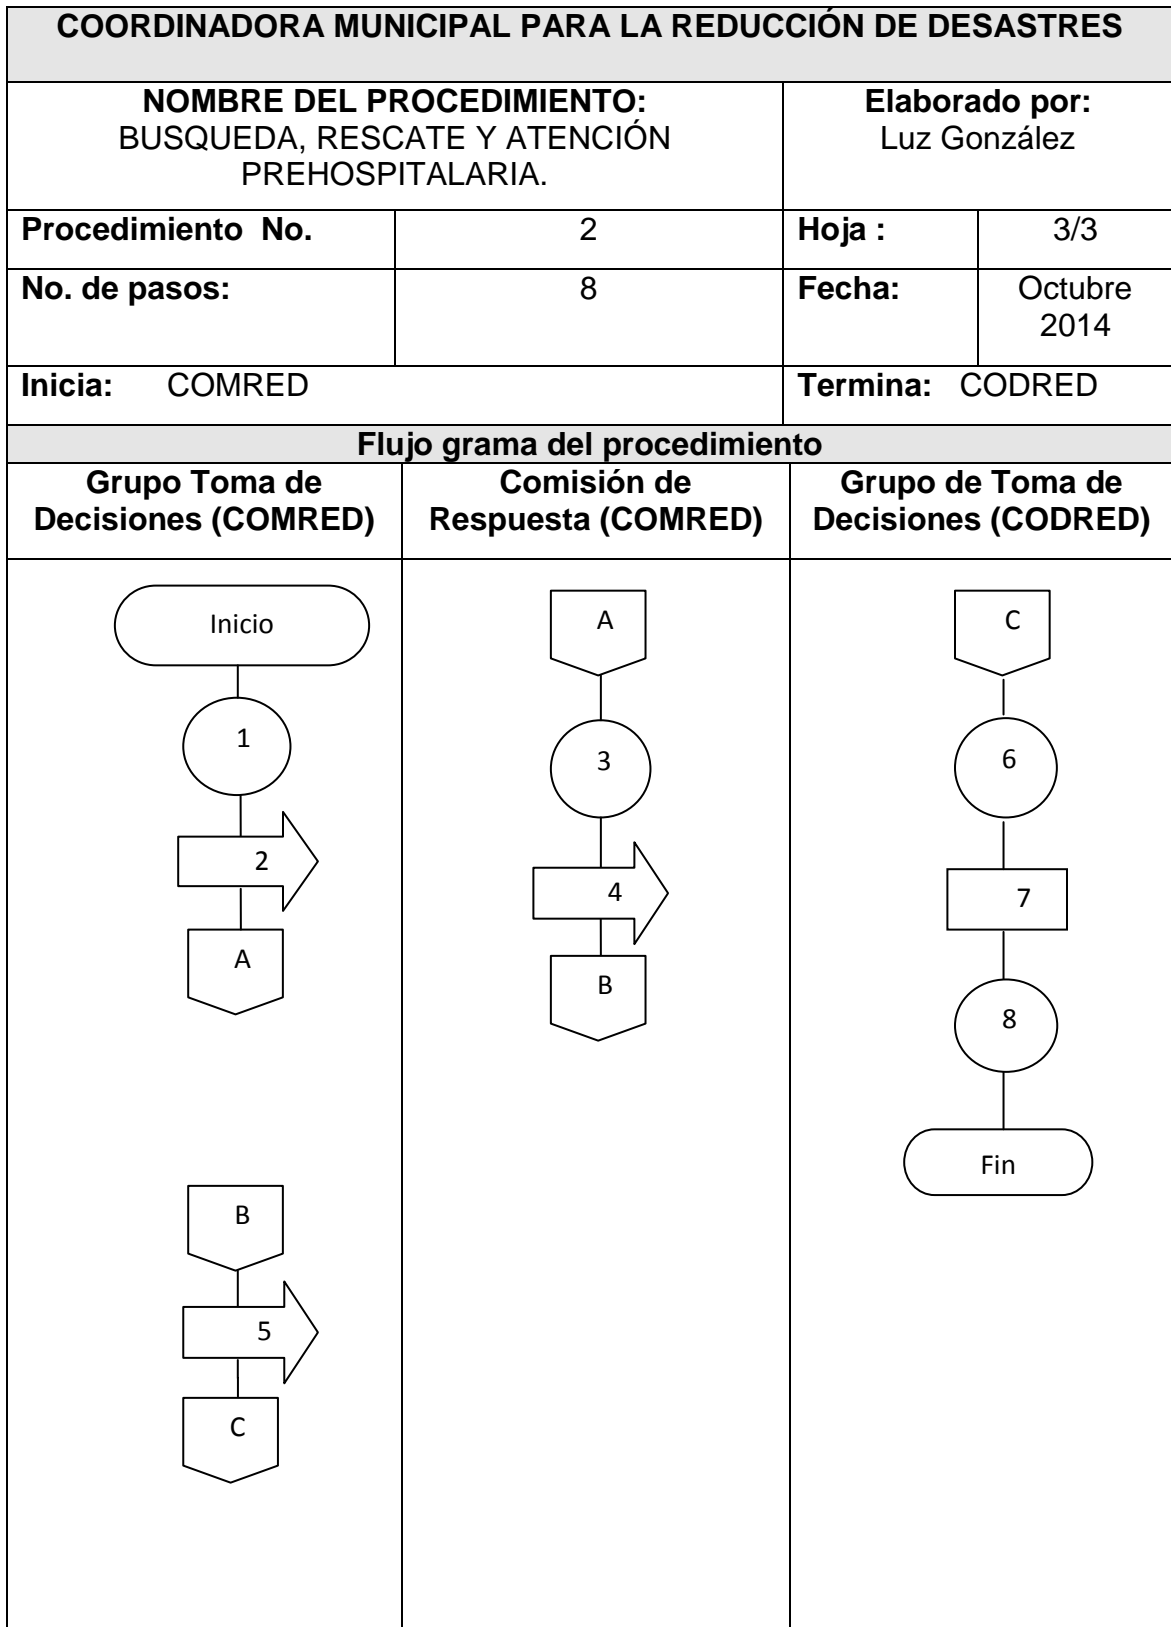 COORDINADORA MUNICIPAL PARA LA REDUCCIÓN DE DESASTRES
NOMBRE DEL PROCEDIMIENTO:
BUSQUEDA, RESCATE Y ATENCIÓN
PREHOSPITALARIA.
Elaborado por:
Luz González
Procedimiento No.
2
Hoja :
3/3
No. de pasos:
8
Fecha:
Octubre
2014
Inicia: COMRED
Termina: CODRED
Flujo grama del procedimiento
Grupo Toma de
Decisiones (COMRED)
Comisión de
Respuesta (COMRED)
Grupo de Toma de
Decisiones (CODRED)
Inicio
1
2
A
B
5
C
A
3
4
B
C
6
7
8
Fin